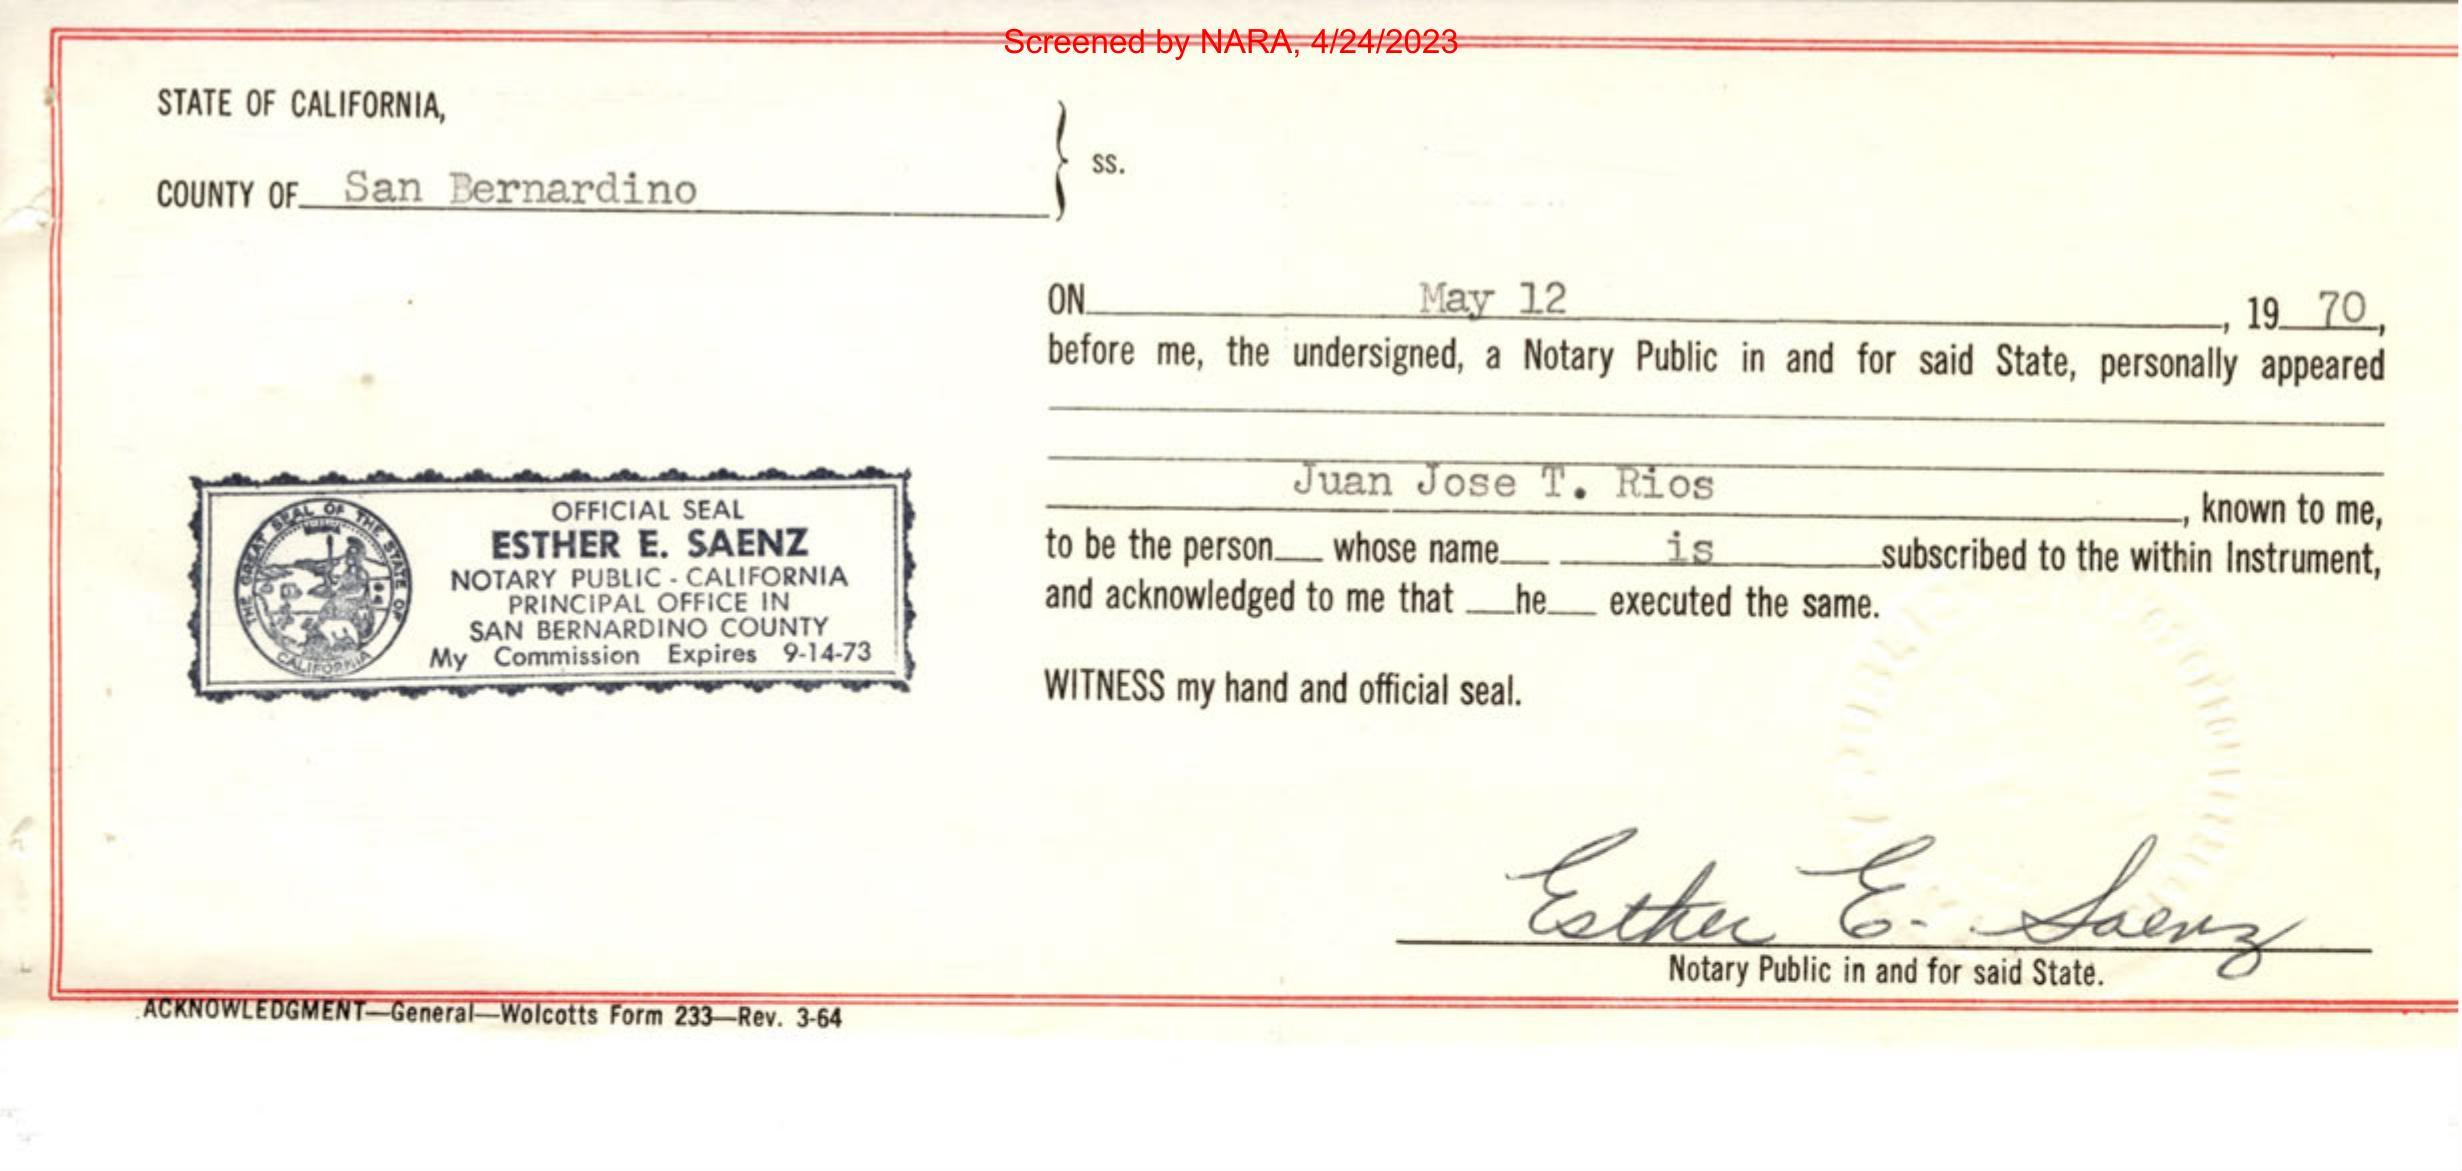 Screened by NARA, 4/24/2023
STATE OF CALIFORNIA,
COUNTY OF San Bernardino
ss.
ON May 12, 19 70,
before me, the undersigned, a Notary Public in and for said State, personally appeared
Juan Jose T. Rios, known to me,
to be the person whose name is subscribed to the within Instrument,
and acknowledged to me that he executed the same.
WITNESS my hand and official seal.
THE GREAT SEAL OF THE STATE OF CALIFORNIA
OFFICIAL SEAL
ESTHER E. SAENZ
NOTARY PUBLIC - CALIFORNIA
PRINCIPAL OFFICE IN
SAN BERNARDINO COUNTY
My Commission Expires 9-14-73
Esther E. Saenz
Notary Public in and for said State.
ACKNOWLEDGMENT—General—Wolcotts Form 233—Rev. 3-64